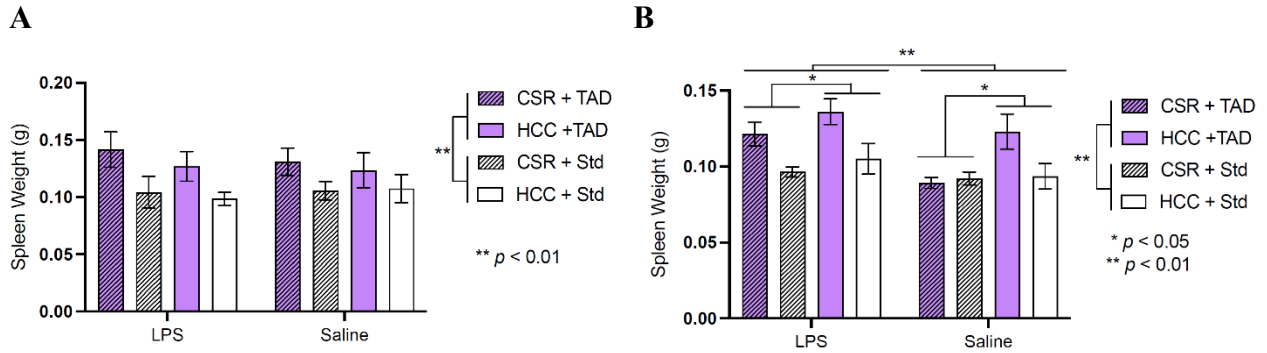 A
Spleen Weight (g)
0.20
0.15
0.10
0.05
0.00
LPS
Saline
**
CSR + TAD
HCC +TAD
CSR + Std
HCC + Std
** p < 0.01
B
Spleen Weight (g)
0.15
0.10
0.05
0.00
**
*
*
LPS
Saline
**
CSR + TAD
HCC +TAD
CSR + Std
HCC + Std
* p < 0.05
** p < 0.01